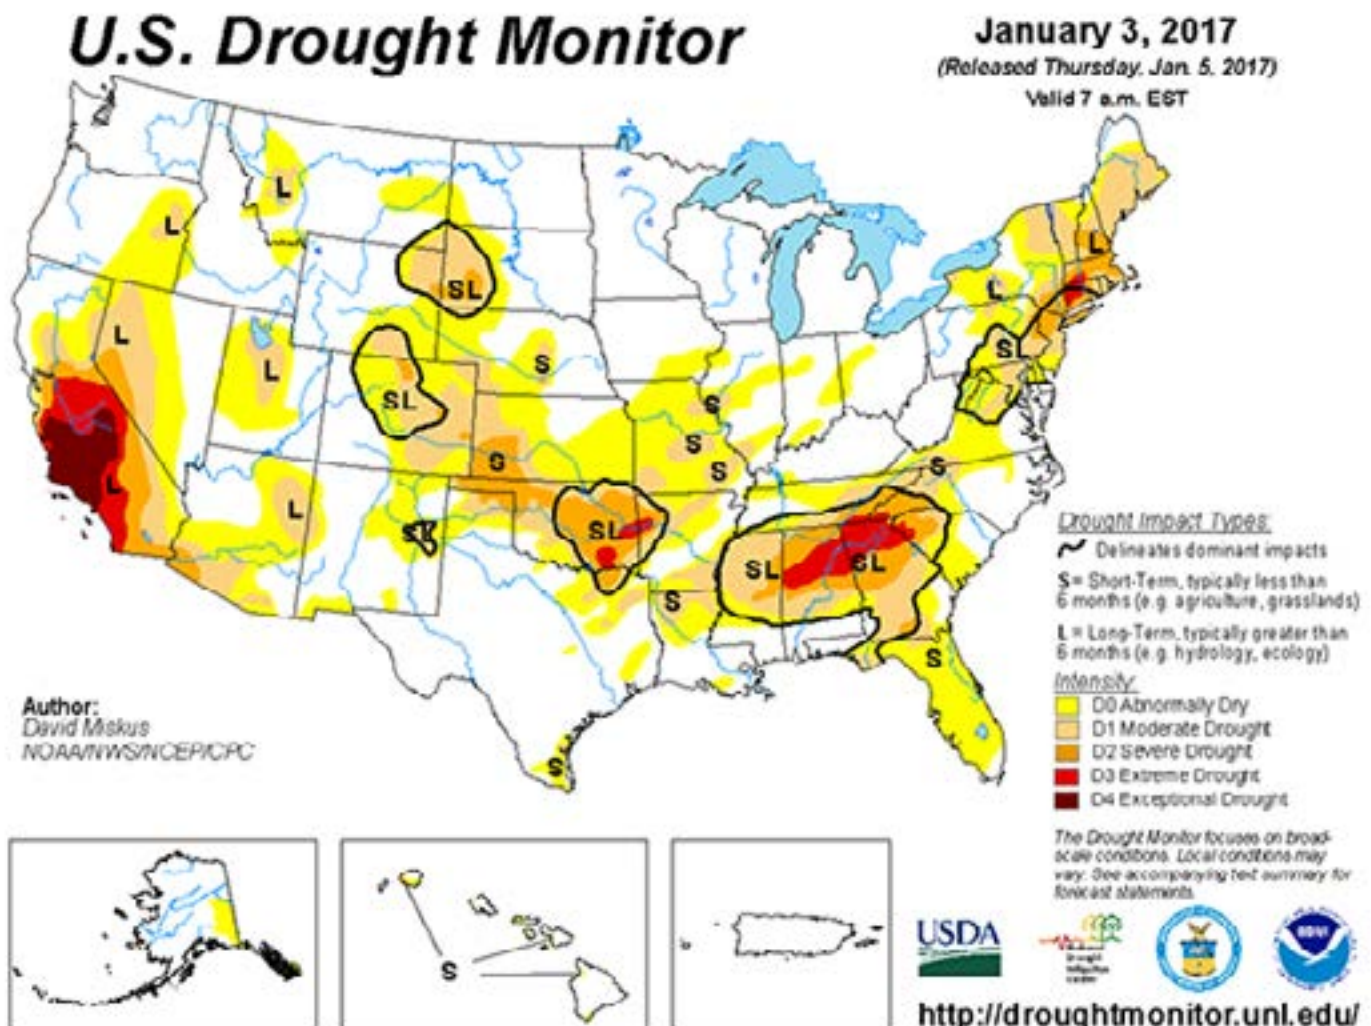 U.S. Drought Monitor
January 3, 2017
(Released Thursday, Jan. 5, 2017)
Valid 7 a.m. EST
L
L
L
SL
SL
L
L
SL
S
L
SL
S
S
S
L
S
S
L
SL
SL
SL
SL
S
S
S
Drought Impact Types:
Delineates dominant impacts
S = Short-Term, typically less than
6 months (e.g. agriculture, grasslands)
L = Long-Term, typically greater than
6 months (e.g. hydrology, ecology)
Intensity:
D0 Abnormally Dry
D1 Moderate Drought
D2 Severe Drought
D3 Extreme Drought
D4 Exceptional Drought
Author:
David Miskus
NOAA/NWS/NCEP/CPC
The Drought Monitor focuses on broad-
scale conditions. Local conditions may
vary. See accompanying text summary for
forecast statements.
S
USDA
Drought
Mitigation
Center
http://droughtmonitor.unl.edu/